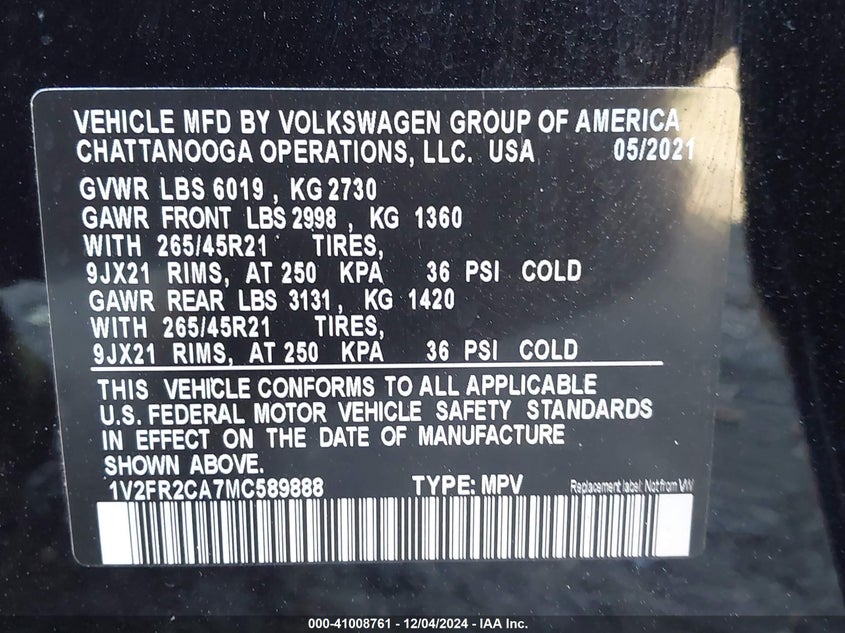 VEHICLE MFD BY VOLKSWAGEN GROUP OF AMERICA
CHATTANOOGA OPERATIONS, LLC. USA 05/2021
GVWR LBS 6019 , KG 2730
GAWR FRONT LBS 2998 , KG 1360
WITH 265/45R21 TIRES,
9JX21 RIMS, AT 250 KPA 36 PSI COLD
GAWR REAR LBS 3131, KG 1420
WITH 265/45R21 TIRES,
9JX21 RIMS, AT 250 KPA 36 PSI COLD
THIS VEHICLE CONFORMS TO ALL APPLICABLE
U.S. FEDERAL MOTOR VEHICLE SAFETY STANDARDS
IN EFFECT ON THE DATE OF MANUFACTURE
SHOWN ABOVE.
1V2FR2CA7MC589888 TYPE: MPV Replacement label: Not from VW
000-41008761 - 12/04/2024 - IAA Inc.